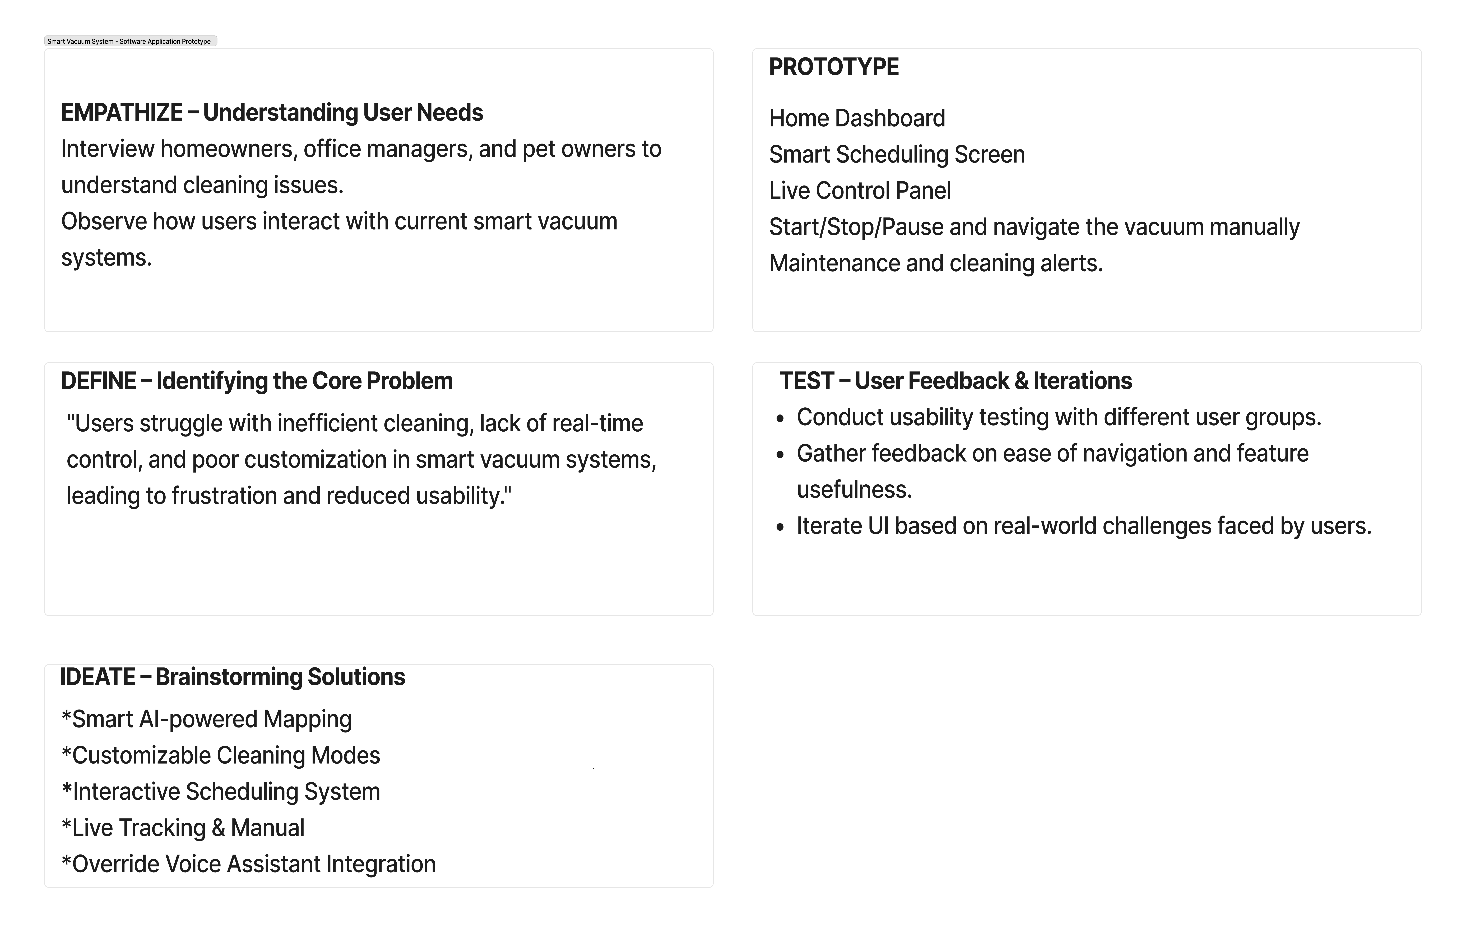 Smart Vacuum System - Software Application Prototype
EMPATHIZE – Understanding User Needs
Interview homeowners, office managers, and pet owners to
understand cleaning issues.
Observe how users interact with current smart vacuum
systems.
DEFINE – Identifying the Core Problem
"Users struggle with inefficient cleaning, lack of real-time
control, and poor customization in smart vacuum systems,
leading to frustration and reduced usability."
IDEATE – Brainstorming Solutions
*Smart AI-powered Mapping
*Customizable Cleaning Modes
*Interactive Scheduling System
*Live Tracking & Manual
*Override Voice Assistant Integration
PROTOTYPE
Home Dashboard
Smart Scheduling Screen
Live Control Panel
Start/Stop/Pause and navigate the vacuum manually
Maintenance and cleaning alerts.
TEST – User Feedback & Iterations
• Conduct usability testing with different user groups.
• Gather feedback on ease of navigation and feature
usefulness.
• Iterate UI based on real-world challenges faced by users.